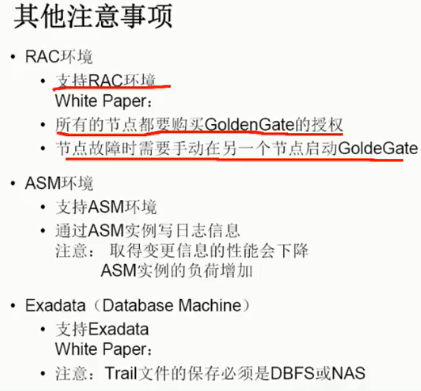 其他注意事项
• RAC环境
• 支持RAC环境
White Paper：
• 所有的节点都要购买GoldenGate的授权
• 节点故障时需要手动在另一个节点启动GoldeGate
• ASM环境
• 支持ASM环境
• 通过ASM实例写日志信息
注意： 取得变更信息的性能会下降
ASM实例的负荷增加
• Exadata（Database Machine）
• 支持Exadata
White Paper：
• 注意：Trail文件的保存必须是DBFS或NAS